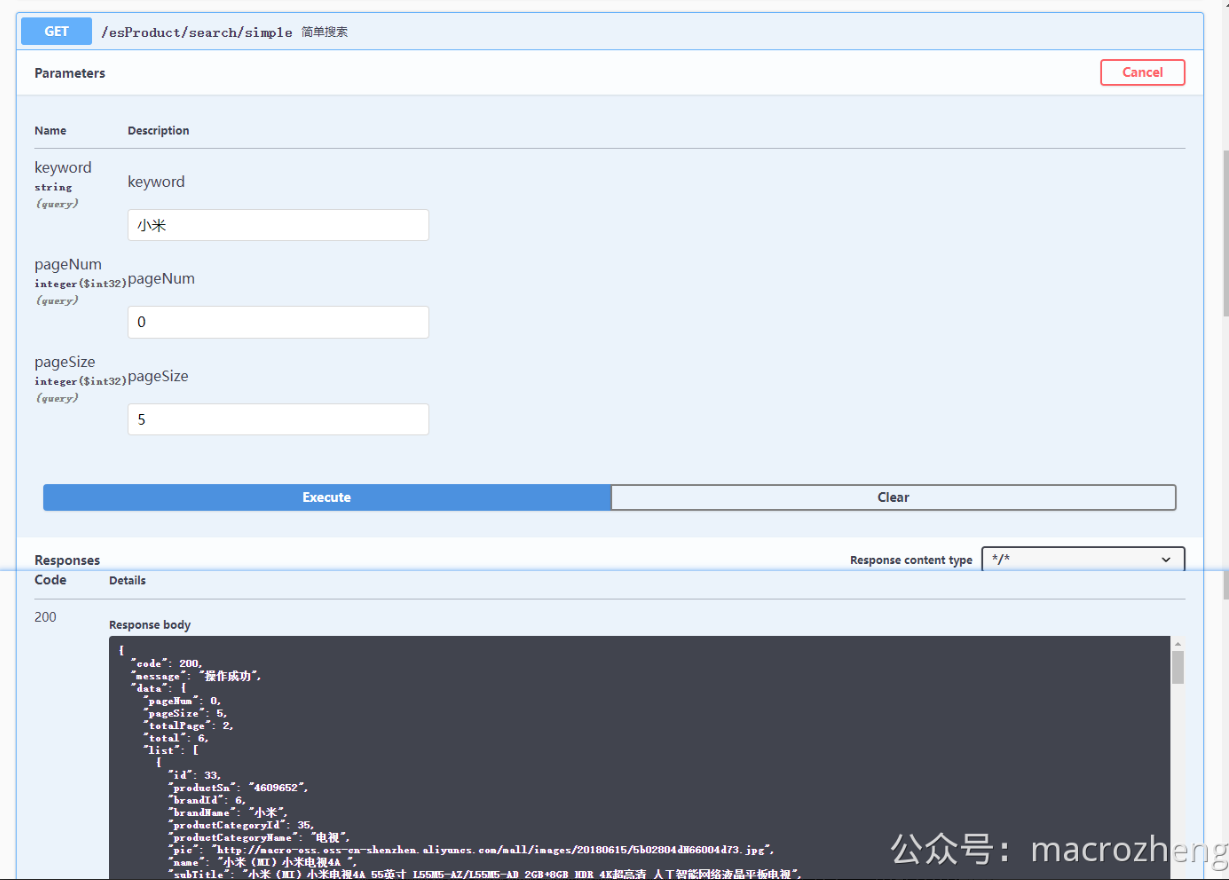 GET /esProduct/search/simple 简单搜索
Parameters
Cancel
Name Description
keyword
string
(query)
keyword
小米
pageNum
integer($int32)
(query)
pageNum
0
pageSize
integer($int32)
(query)
pageSize
5
Execute Clear
Responses Response content type */*
Code Details
200
Response body
{
"code": 200,
"message": "操作成功",
"data": {
"pageNum": 0,
"pageSize": 5,
"totalPage": 2,
"total": 6,
"list": [
{
"id": 33,
"productSn": "4609652",
"brandId": 6,
"brandName": "小米",
"productCategoryId": 35,
"productCategoryName": "电视",
"pic": "http://macro-oss.oss-cn-shenzhen.aliyuncs.com/mall/images/20180615/5b02804dN66004d73.jpg",
"name": "小米（MI）小米电视4A ",
"subTitle": "小米（MI）小米电视4A 55英寸 L55M5-AZ/L55M5-AD 2GB+8GB HDR 4K超高清 人工智能网络液晶平板电视",
公众号：macrozheng